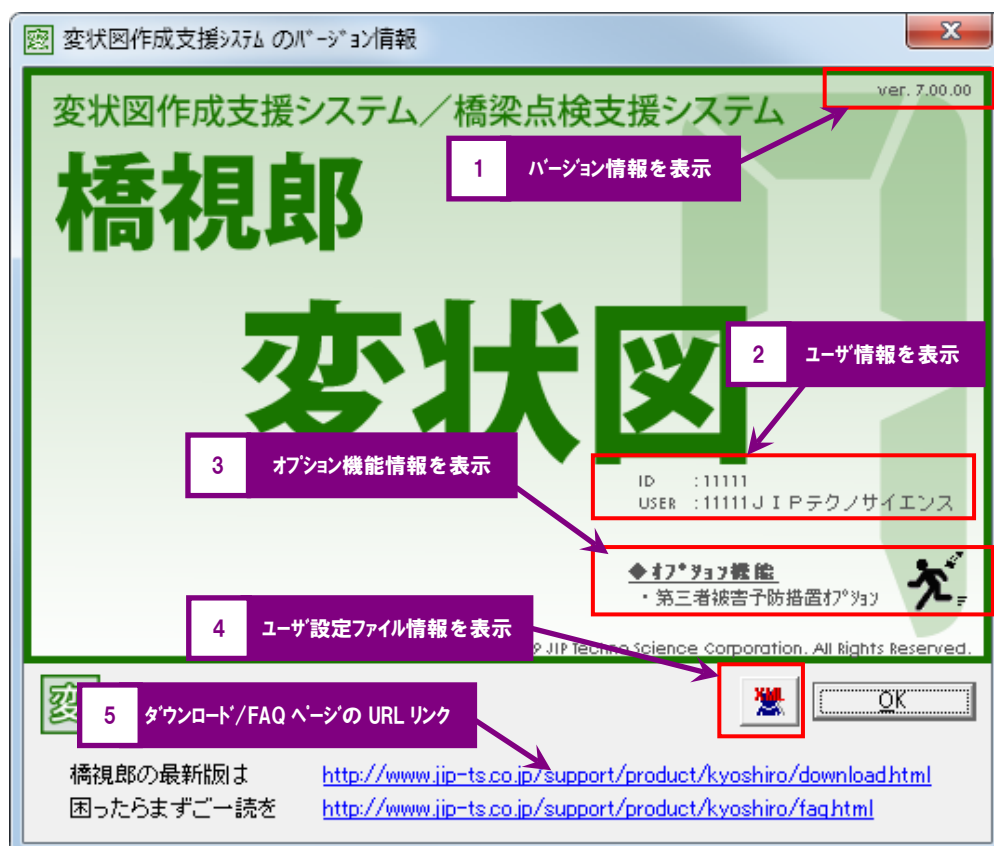 変状図作成支援ｼｽﾃﾑ のﾊﾞｰｼﾞｮﾝ情報
ver. 7.00.00
変状図作成支援システム／橋梁点検支援システム
1 ﾊﾞｰｼﾞｮﾝ情報を表示
橋視郎
変状図
2 ﾕｰｻﾞ情報を表示
3 ｵﾌﾟｼｮﾝ機能情報を表示
ID :11111
USER :11111ＪＩＰテクノサイエンス
◆ｵﾌﾟｼｮﾝ機能
・第三者被害予防措置ｵﾌﾟｼｮﾝ
4 ﾕｰｻﾞ設定ﾌｧｲﾙ情報を表示
9 JIP Techno Science Corporation. All Rights Reserved.
変
XML
OK
5 ﾀﾞｳﾝﾛｰﾄﾞ/FAQ ﾍﾟｰｼﾞの URL ﾘﾝｸ
橋視郎の最新版は http://www.jip-ts.co.jp/support/product/kyoshiro/download.html
困ったらまずご一読を http://www.jip-ts.co.jp/support/product/kyoshiro/faq.html